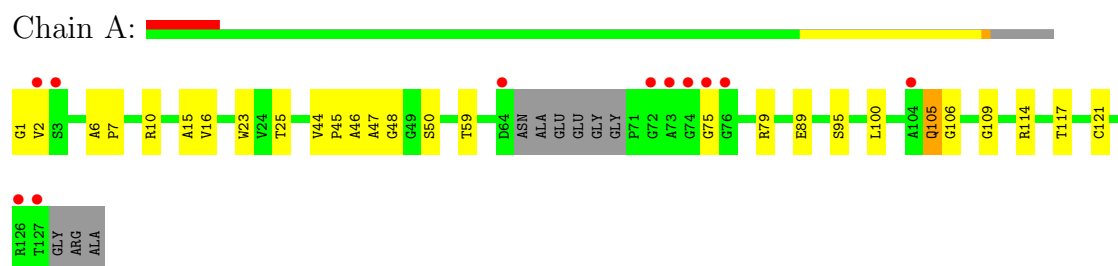 Chain A:
G1 V2 S3 A6 P7 R10 A15 V16 W23 V24 T25 V44 P45 A46 A47 G48 G49 S50 T59 D64 ASN ALA GLU GLU GLY GLY P71 G72 A73 G74 G75 G76 R79 E89 S95 L100 A104 Q105 G106 G109 R114 T117 C121
R126 T127 GLY ARG ALA